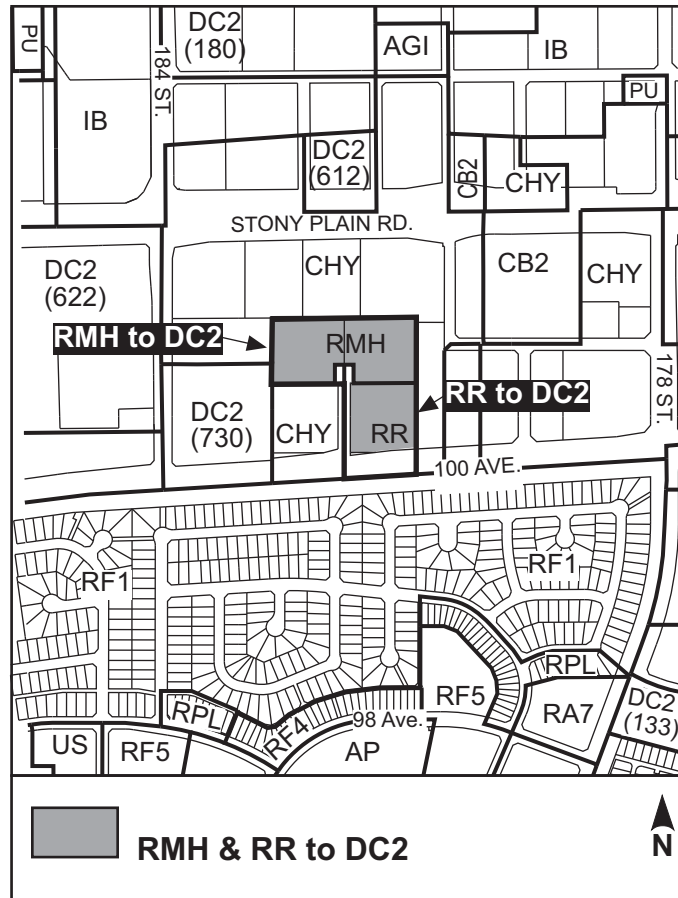 PU
DC2
(180)
184 ST.
AGI
IB
IB
PU
DC2
(612)
CB2
CHY
STONY PLAIN RD.
DC2
(622)
CHY
CB2
CHY
RMH to DC2
RMH
178 ST.
RR to DC2
DC2
(730)
CHY
RR
100 AVE.
RF1
RF1
RPL
RPL
RF4
98 Ave.
RF5
RA7
DC2
(133)
US
RF5
AP
RMH & RR to DC2
N